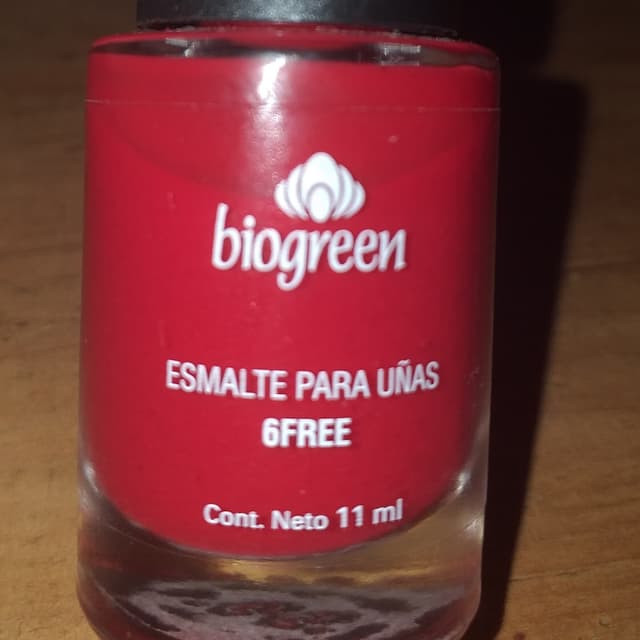 biogreen
ESMALTE PARA UÑAS
6FREE
Cont. Neto 11 ml